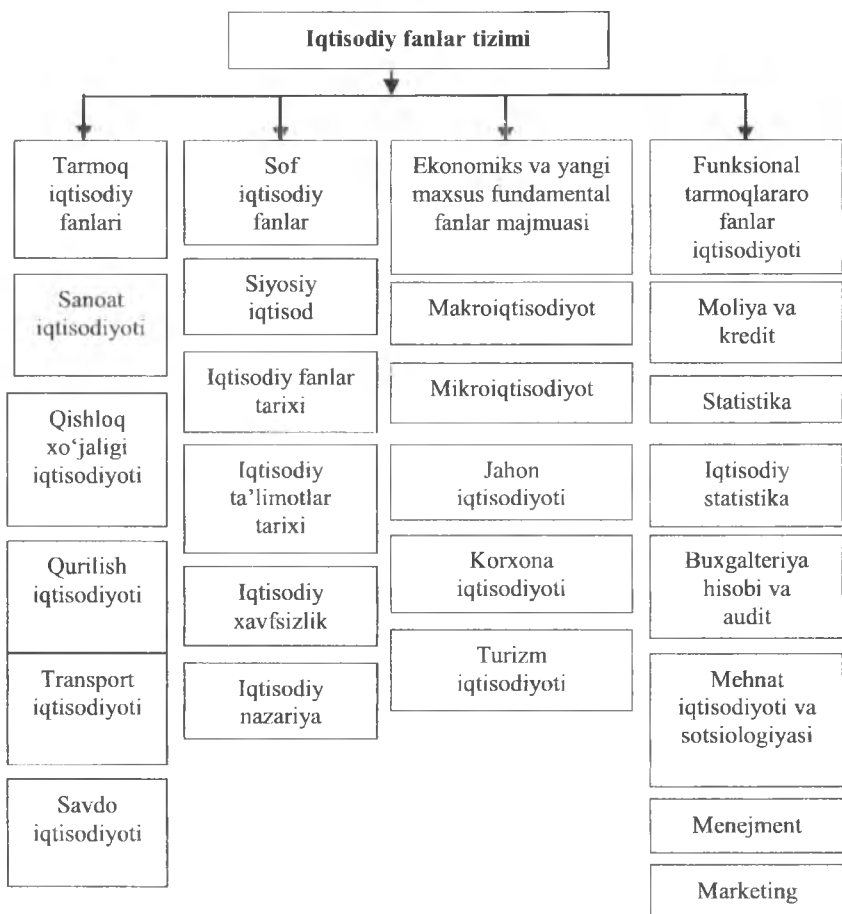 Iqtisodiy fanlar tizimi
Tarmoq
iqtisodiy
fanlari
Sanoat
iqtisodiyoti
Qishloq
xo‘jaligi
iqtisodiyoti
Qurilish
iqtisodiyoti
Transport
iqtisodiyoti
Savdo
iqtisodiyoti
Sof
iqtisodiy
fanlar
Siyosiy
iqtisod
Iqtisodiy fanlar
tarixi
Iqtisodiy
ta’limotlar
tarixi
Iqtisodiy
xavfsizlik
Iqtisodiy
nazariya
Ekonomiks va yangi
maxsus fundamental
fanlar majmuasi
Makroiqtisodiyot
Mikroiqtisodiyot
Jahon
iqtisodiyoti
Korxona
iqtisodiyoti
Turizm
iqtisodiyoti
Funksional
tarmoqlararo
fanlar
iqtisodiyoti
Moliya va
kredit
Statistika
Iqtisodiy
statistika
Buxgalteriya
hisobi va
audit
Mehnat
iqtisodiyoti va
sotsiologiyasi
Menejment
Marketing